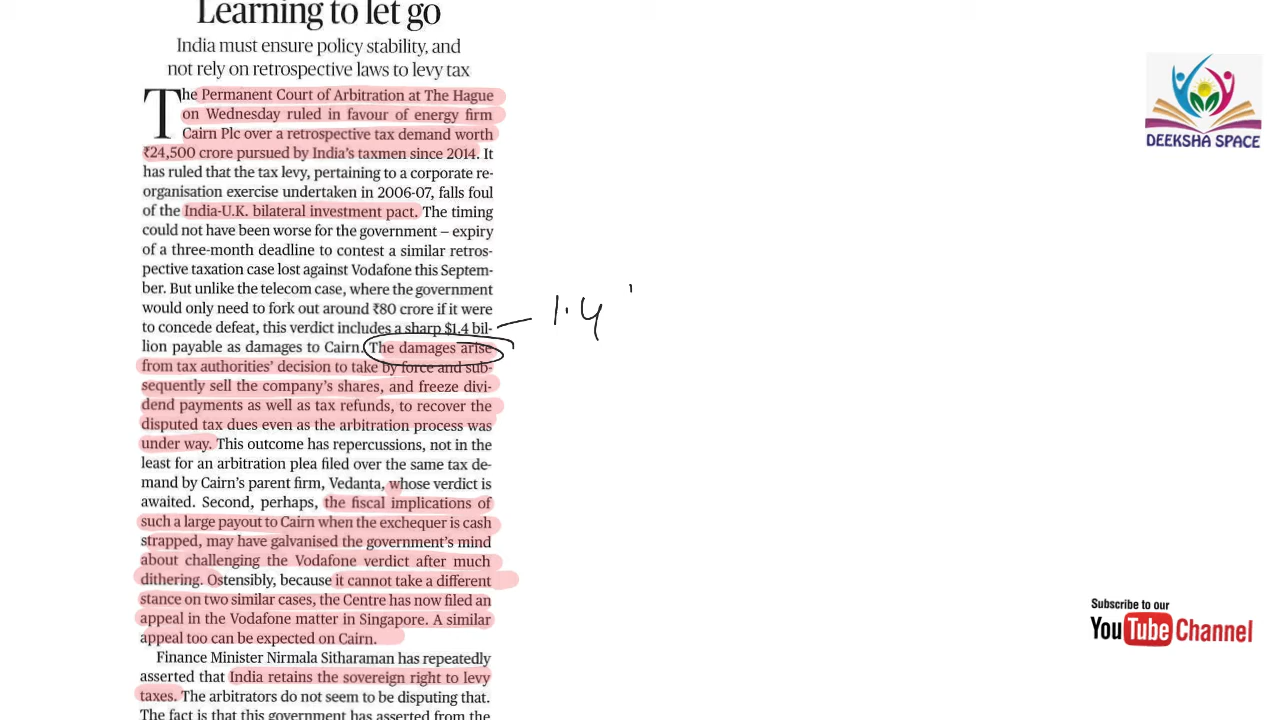 Learning to let go
India must ensure policy stability, and
not rely on retrospective laws to levy tax
The Permanent Court of Arbitration at The Hague
on Wednesday ruled in favour of energy firm
Cairn Plc over a retrospective tax demand worth
₹24,500 crore pursued by India's taxmen since 2014. It
has ruled that the tax levy, pertaining to a corporate re-
organisation exercise undertaken in 2006-07, falls foul
of the India-U.K. bilateral investment pact. The timing
could not have been worse for the government – expiry
of a three-month deadline to contest a similar retros-
pective taxation case lost against Vodafone this Septem-
ber. But unlike the telecom case, where the government
would only need to fork out around ₹80 crore if it were
to concede defeat, this verdict includes a sharp $1.4 bil-
lion payable as damages to Cairn. The damages arise
from tax authorities' decision to take by force and sub-
sequently sell the company's shares, and freeze divi-
dend payments as well as tax refunds, to recover the
disputed tax dues even as the arbitration process was
under way. This outcome has repercussions, not in the
least for an arbitration plea filed over the same tax de-
mand by Cairn's parent firm, Vedanta, whose verdict is
awaited. Second, perhaps, the fiscal implications of
such a large payout to Cairn when the exchequer is cash
strapped, may have galvanised the government's mind
about challenging the Vodafone verdict after much
dithering. Ostensibly, because it cannot take a different
stance on two similar cases, the Centre has now filed an
appeal in the Vodafone matter in Singapore. A similar
appeal too can be expected on Cairn.
Finance Minister Nirmala Sitharaman has repeatedly
asserted that India retains the sovereign right to levy
taxes. The arbitrators do not seem to be disputing that.
The fact is that this government has asserted from the
1.4
DEEKSHA SPACE
Subscribe to our
YouTube Channel